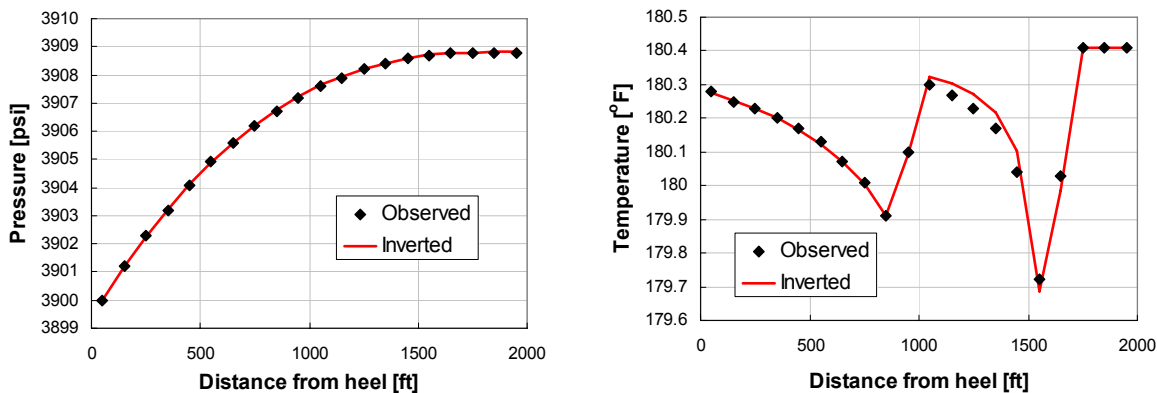 Pressure [psi]
3910
3909
3908
3907
3906
3905
3904
3903
3902
3901
3900
3899
Observed
Inverted
0 500 1000 1500 2000
Distance from heel [ft]
Temperature [°F]
180.5
180.4
180.3
180.2
180.1
180
179.9
179.8
179.7
179.6
Observed
Inverted
0 500 1000 1500 2000
Distance from heel [ft]